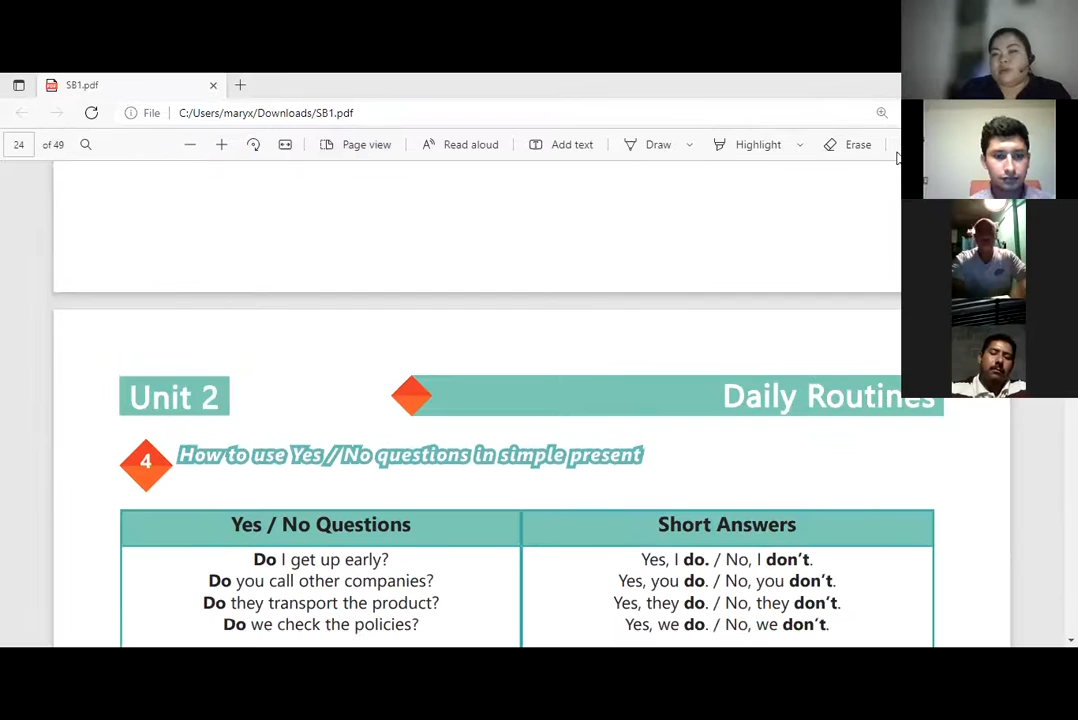 SB1.pdf
File C:/Users/maryx/Downloads/SB1.pdf
24 of 49 Page view Read aloud Add text Draw Highlight Erase
Unit 2 Daily Routines
4 How to use Yes / No questions in simple present
Yes / No Questions Short Answers
Do I get up early? Yes, I do. / No, I don't.
Do you call other companies? Yes, you do. / No, you don't.
Do they transport the product? Yes, they do. / No, they don't.
Do we check the policies? Yes, we do. / No, we don't.